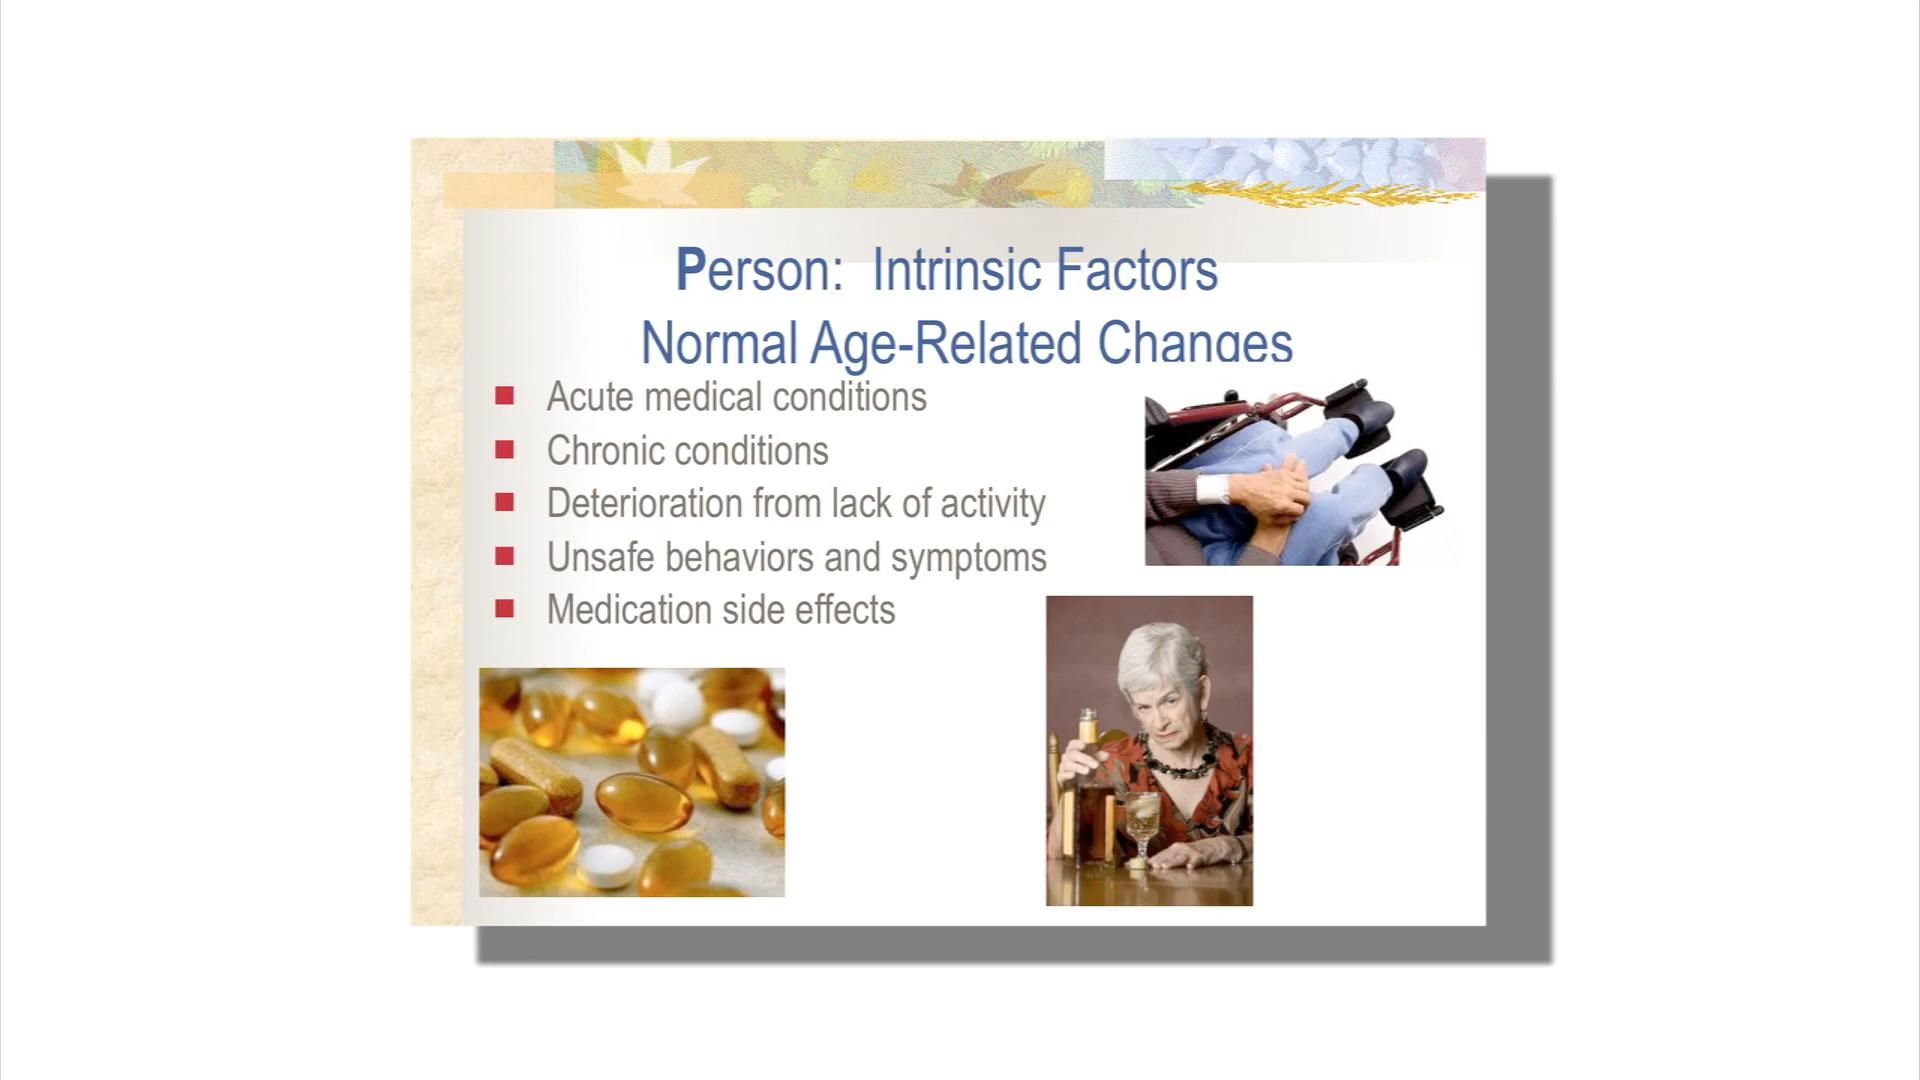 Person: Intrinsic Factors
Normal Age-Related Changes
Acute medical conditions
Chronic conditions
Deterioration from lack of activity
Unsafe behaviors and symptoms
Medication side effects